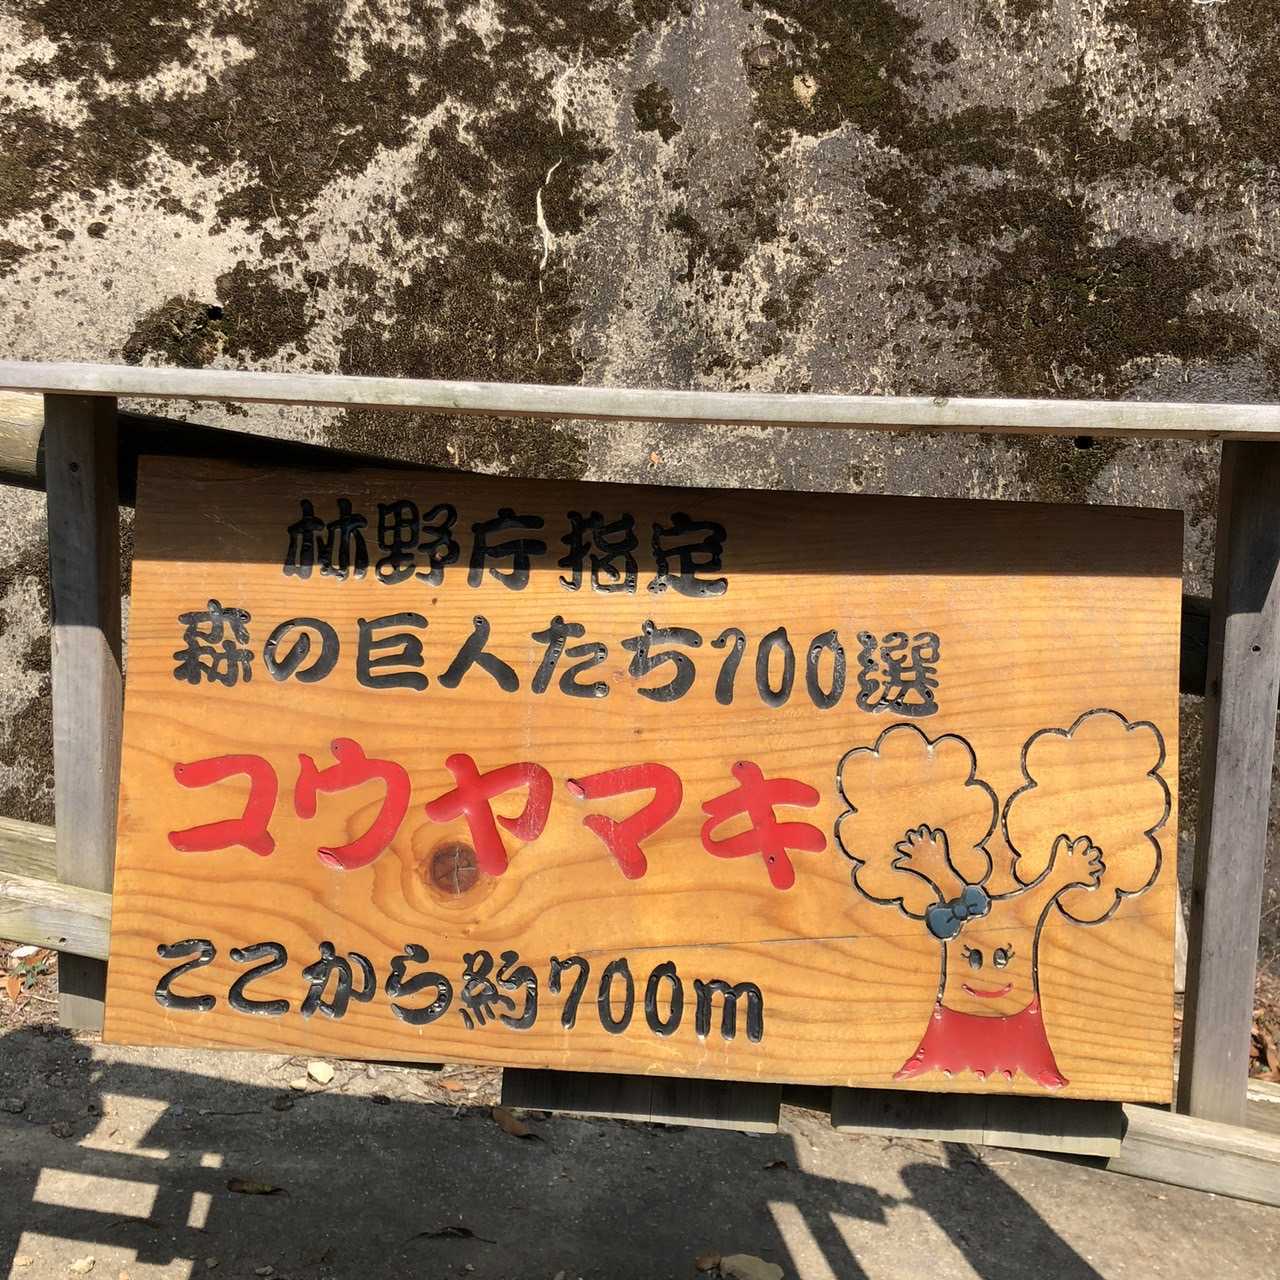 林野庁指定
森の巨人たち100選
コウヤマキ
ここから約700m